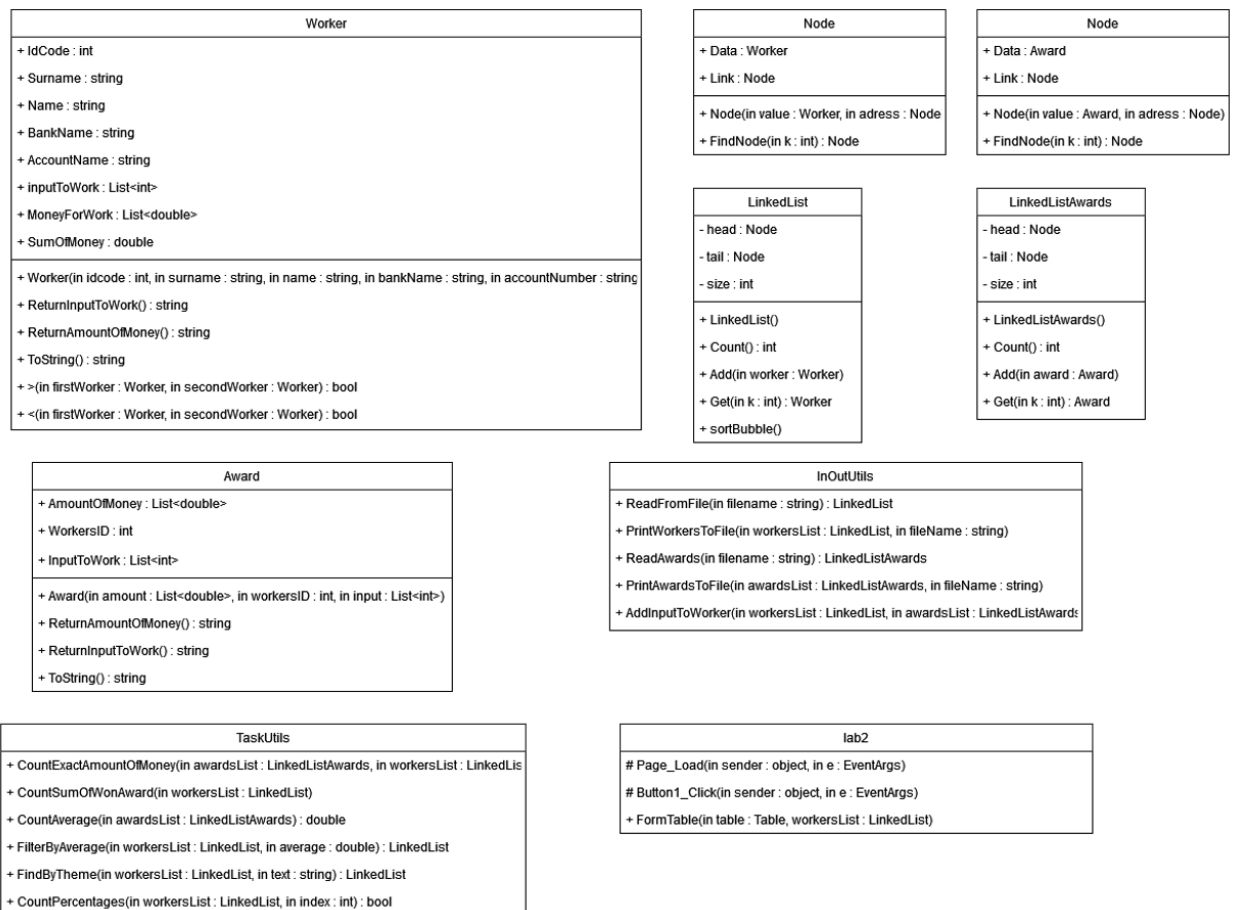 Worker
+ IdCode : int
+ Surname : string
+ Name : string
+ BankName : string
+ AccountName : string
+ inputToWork : List<int>
+ MoneyForWork : List<double>
+ SumOfMoney : double
+ Worker(in idcode : int, in surname : string, in name : string, in bankName : string, in accountNumber : string
+ ReturnInputToWork() : string
+ ReturnAmountOfMoney() : string
+ ToString() : string
+ >(in firstWorker : Worker, in secondWorker : Worker) : bool
+ <(in firstWorker : Worker, in secondWorker : Worker) : bool
Node
+ Data : Worker
+ Link : Node
+ Node(in value : Worker, in adress : Node
+ FindNode(in k : int) : Node
Node
+ Data : Award
+ Link : Node
+ Node(in value : Award, in adress : Node)
+ FindNode(in k : int) : Node
LinkedList
- head : Node
- tail : Node
- size : int
+ LinkedList()
+ Count() : int
+ Add(in worker : Worker)
+ Get(in k : int) : Worker
+ sortBubble()
LinkedListAwards
- head : Node
- tail : Node
- size : int
+ LinkedListAwards()
+ Count() : int
+ Add(in award : Award)
+ Get(in k : int) : Award
Award
+ AmountOfMoney : List<double>
+ WorkersID : int
+ InputToWork : List<int>
+ Award(in amount : List<double>, in workersID : int, in input : List<int>)
+ ReturnAmountOfMoney() : string
+ ReturnInputToWork() : string
+ ToString() : string
InOutUtils
+ ReadFromFile(in filename : string) : LinkedList
+ PrintWorkersToFile(in workersList : LinkedList, in fileName : string)
+ ReadAwards(in filename : string) : LinkedListAwards
+ PrintAwardsToFile(in awardsList : LinkedListAwards, in fileName : string)
+ AddInputToWorker(in workersList : LinkedList, in awardsList : LinkedListAwards
TaskUtils
+ CountExactAmountOfMoney(in awardsList : LinkedListAwards, in workersList : LinkedLis
+ CountSumOfWonAward(in workersList : LinkedList)
+ CountAverage(in awardsList : LinkedListAwards) : double
+ FilterByAverage(in workersList : LinkedList, in average : double) : LinkedList
+ FindByTheme(in workersList : LinkedList, in text : string) : LinkedList
+ CountPercentages(in workersList : LinkedList, in index : int) : bool
lab2
# Page_Load(in sender : object, in e : EventArgs)
# Button1_Click(in sender : object, in e : EventArgs)
+ FormTable(in table : Table, workersList : LinkedList)